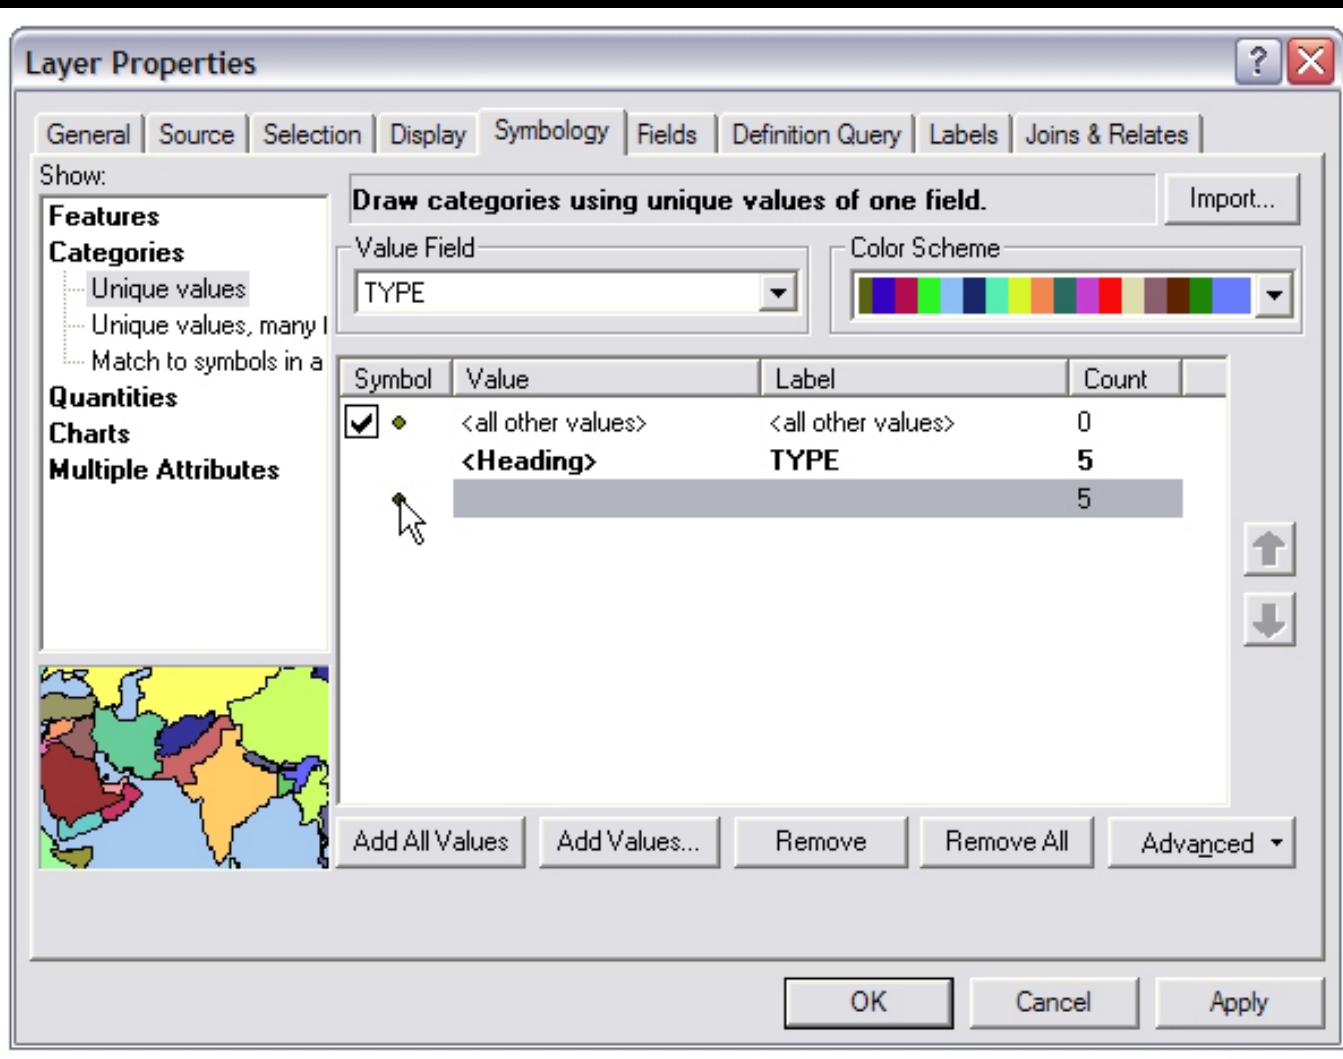 Layer Properties
?
General Source Selection Display Symbology Fields Definition Query Labels Joins & Relates
Show:
Features
Categories
Unique values
Unique values, many
Match to symbols in a
Quantities
Charts
Multiple Attributes
Draw categories using unique values of one field.
Import...
Value Field
TYPE
Color Scheme
Symbol Value Label Count
<all other values> <all other values> 0
<Heading> TYPE 5
5
Add All Values Add Values... Remove Remove All Advanced
OK Cancel Apply